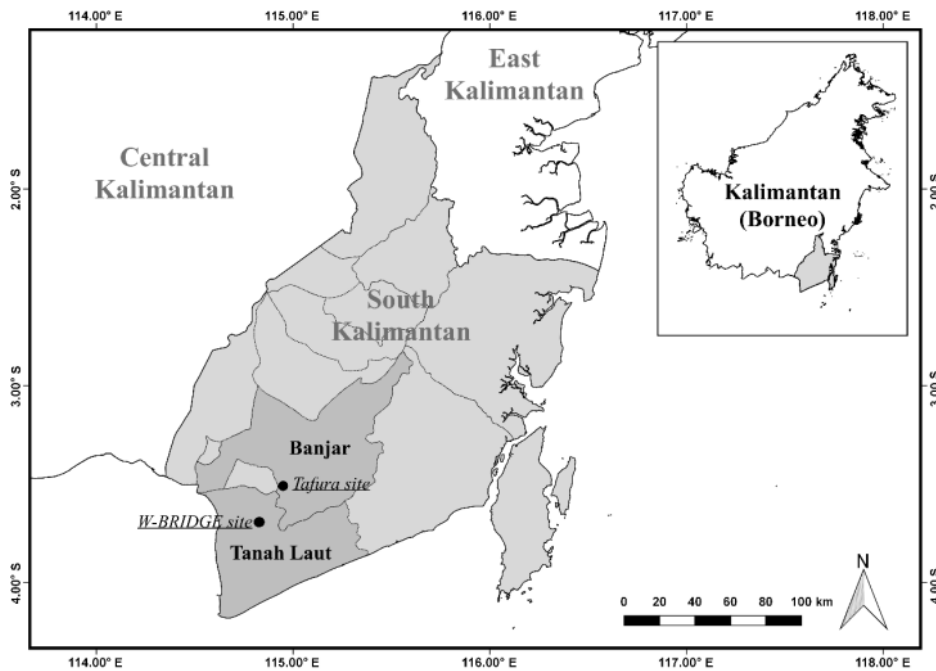 114.00° E
115.00° E
116.00° E
117.00° E
118.00° E
East
Kalimantan
Central
Kalimantan
2.00° S
2.00° S
Kalimantan
(Borneo)
South
Kalimantan
3.00° S
3.00° S
Banjar
Tafura site
W-BRIDGE site
Tanah Laut
N
4.00° S
4.00° S
0 20 40 60 80 100 km
114.00° E
115.00° E
116.00° E
117.00° E
118.00° E